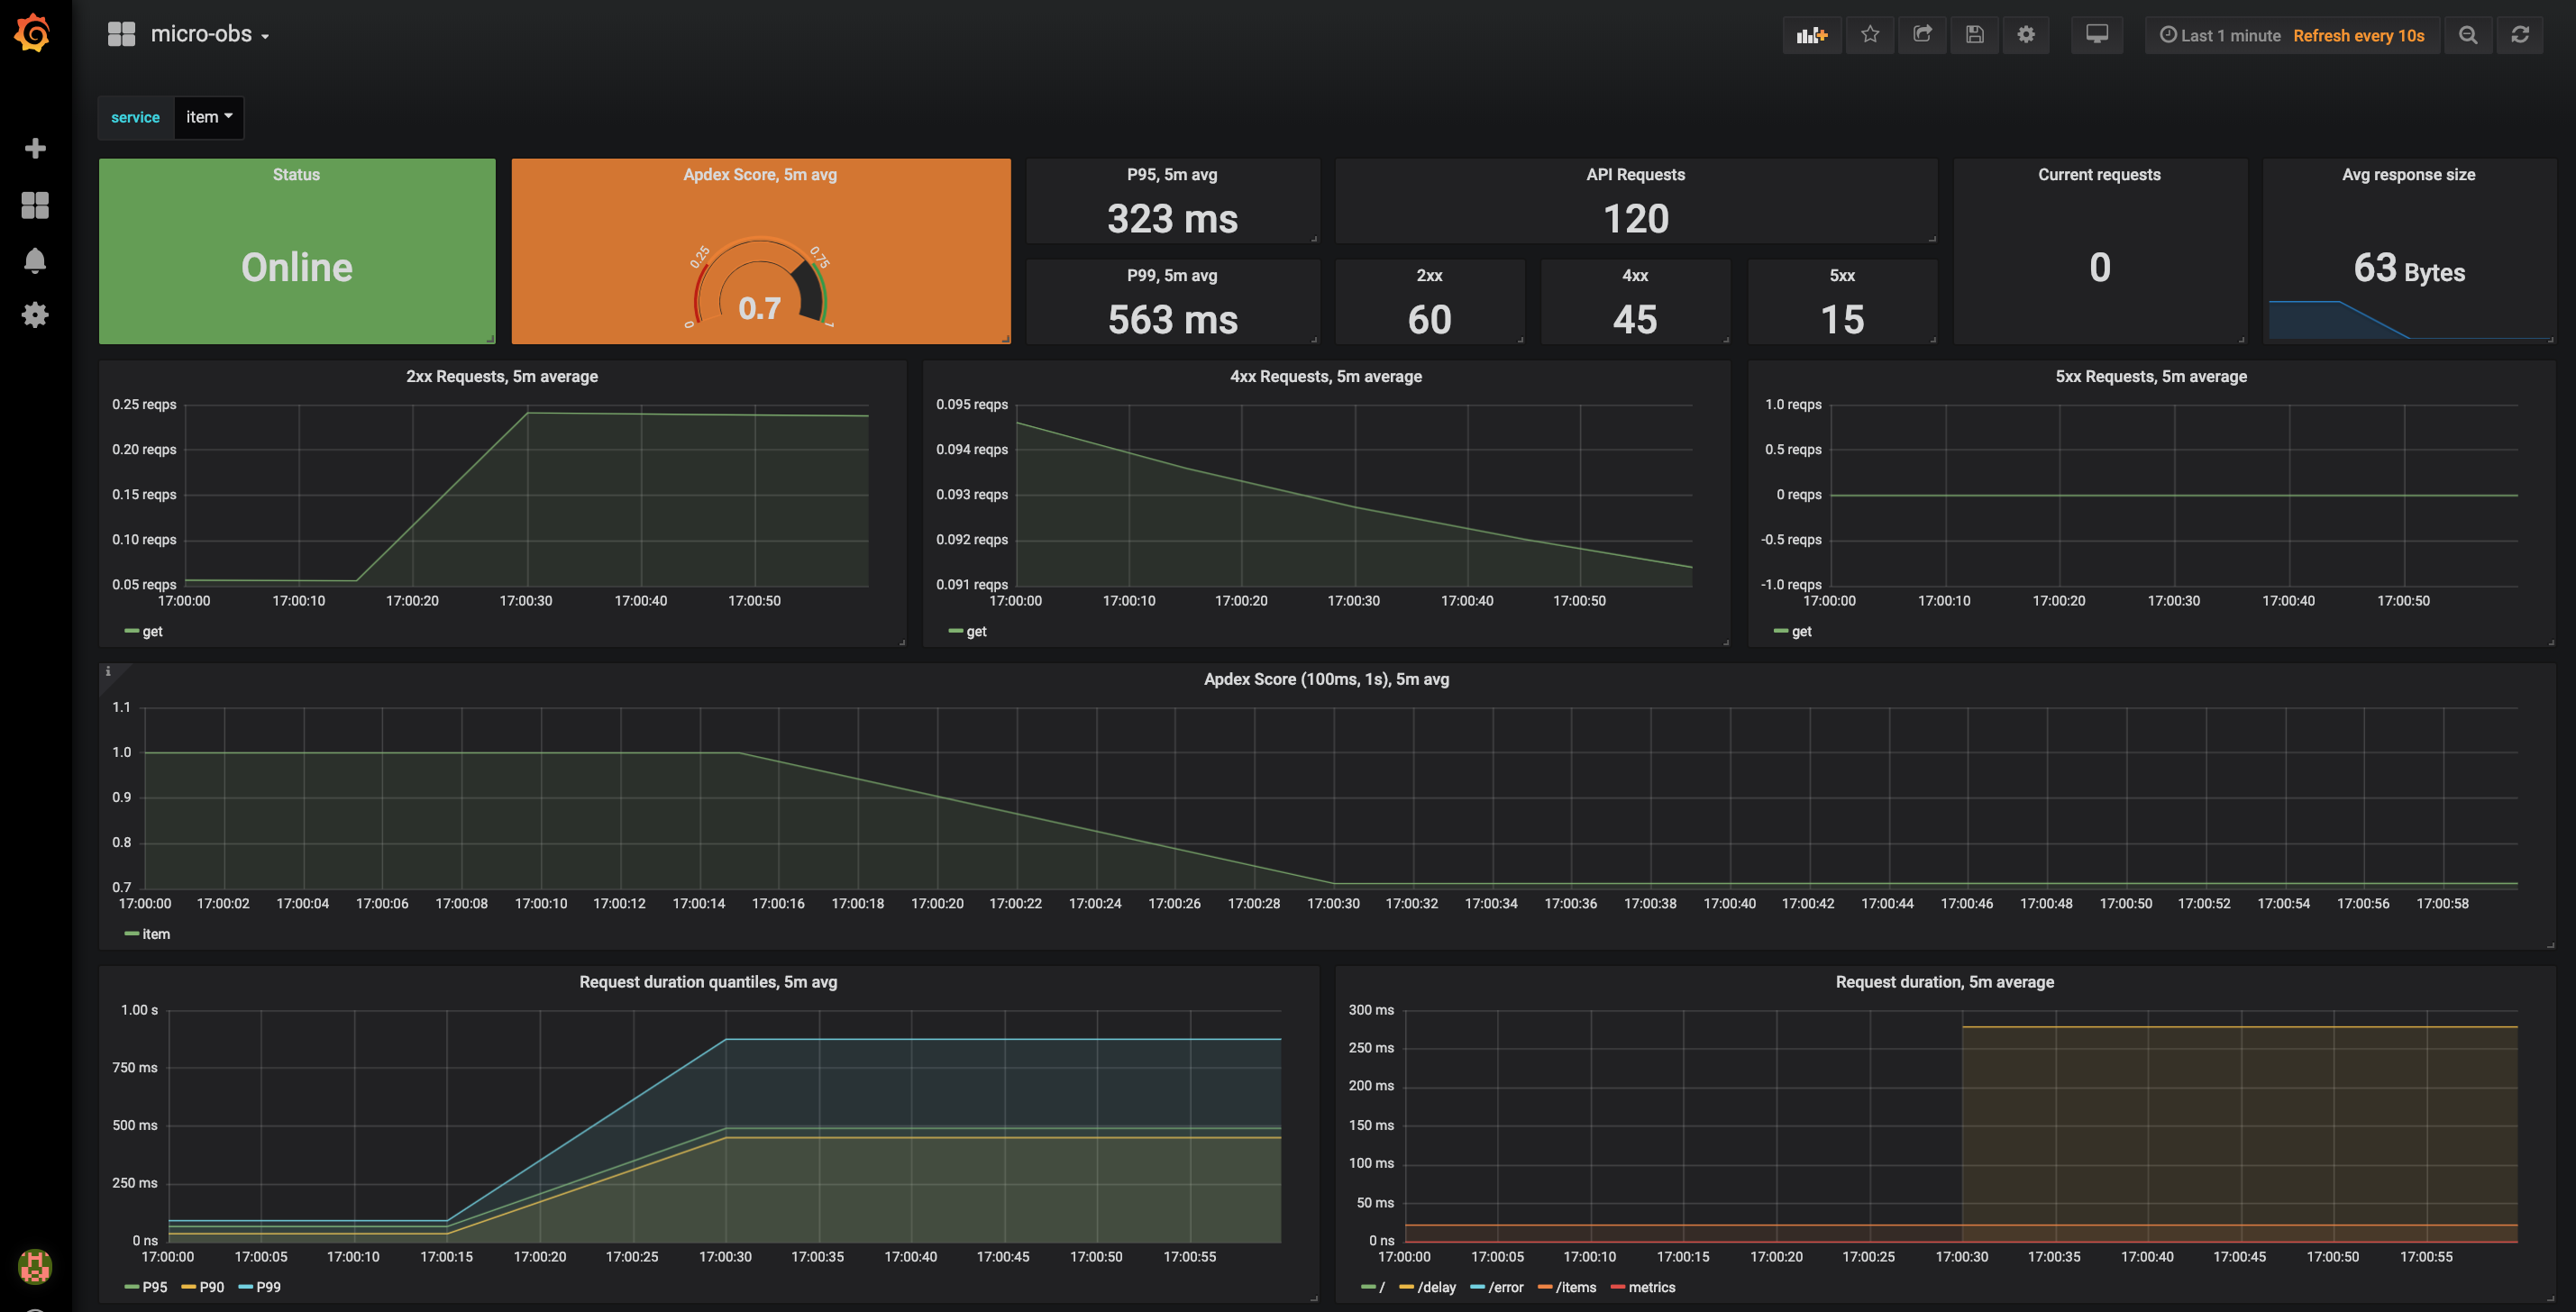 micro-obs
Last 1 minute Refresh every 10s
service item
Status
Online
Apdex Score, 5m avg
0 0.25 0.75 1
0.7
P95, 5m avg
323 ms
P99, 5m avg
563 ms
API Requests
120
2xx
60
4xx
45
5xx
15
Current requests
0
Avg response size
63 Bytes
2xx Requests, 5m average
0.25 reqps
0.20 reqps
0.15 reqps
0.10 reqps
0.05 reqps
17:00:00 17:00:10 17:00:20 17:00:30 17:00:40 17:00:50
get
4xx Requests, 5m average
0.095 reqps
0.094 reqps
0.093 reqps
0.092 reqps
0.091 reqps
17:00:00 17:00:10 17:00:20 17:00:30 17:00:40 17:00:50
get
5xx Requests, 5m average
1.0 reqps
0.5 reqps
0 reqps
-0.5 reqps
-1.0 reqps
17:00:00 17:00:10 17:00:20 17:00:30 17:00:40 17:00:50
get
i
Apdex Score (100ms, 1s), 5m avg
1.1
1.0
0.9
0.8
0.7
17:00:00 17:00:02 17:00:04 17:00:06 17:00:08 17:00:10 17:00:12 17:00:14 17:00:16 17:00:18 17:00:20 17:00:22 17:00:24 17:00:26 17:00:28 17:00:30 17:00:32 17:00:34 17:00:36 17:00:38 17:00:40 17:00:42 17:00:44 17:00:46 17:00:48 17:00:50 17:00:52 17:00:54 17:00:56 17:00:58
item
Request duration quantiles, 5m avg
1.00 s
750 ms
500 ms
250 ms
0 ns
17:00:00 17:00:05 17:00:10 17:00:15 17:00:20 17:00:25 17:00:30 17:00:35 17:00:40 17:00:45 17:00:50 17:00:55
P95 P90 P99
Request duration, 5m average
300 ms
250 ms
200 ms
150 ms
100 ms
50 ms
0 ns
17:00:00 17:00:05 17:00:10 17:00:15 17:00:20 17:00:25 17:00:30 17:00:35 17:00:40 17:00:45 17:00:50 17:00:55
/ /delay /error /items metrics